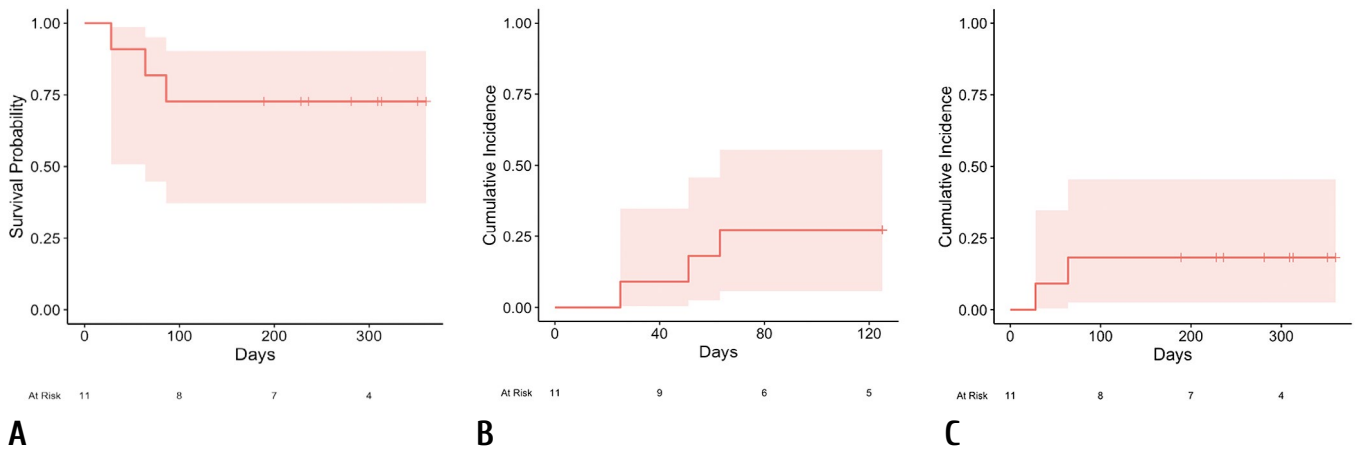 Survival Probability
1.00
0.75
0.50
0.25
0.00
0 100 200 300
Days
At Risk 11 8 7 4
A
Cumulative Incidence
1.00
0.75
0.50
0.25
0.00
0 40 80 120
Days
At Risk 11 9 6 5
B
Cumulative Incidence
1.00
0.75
0.50
0.25
0.00
0 100 200 300
Days
At Risk 11 8 7 4
C